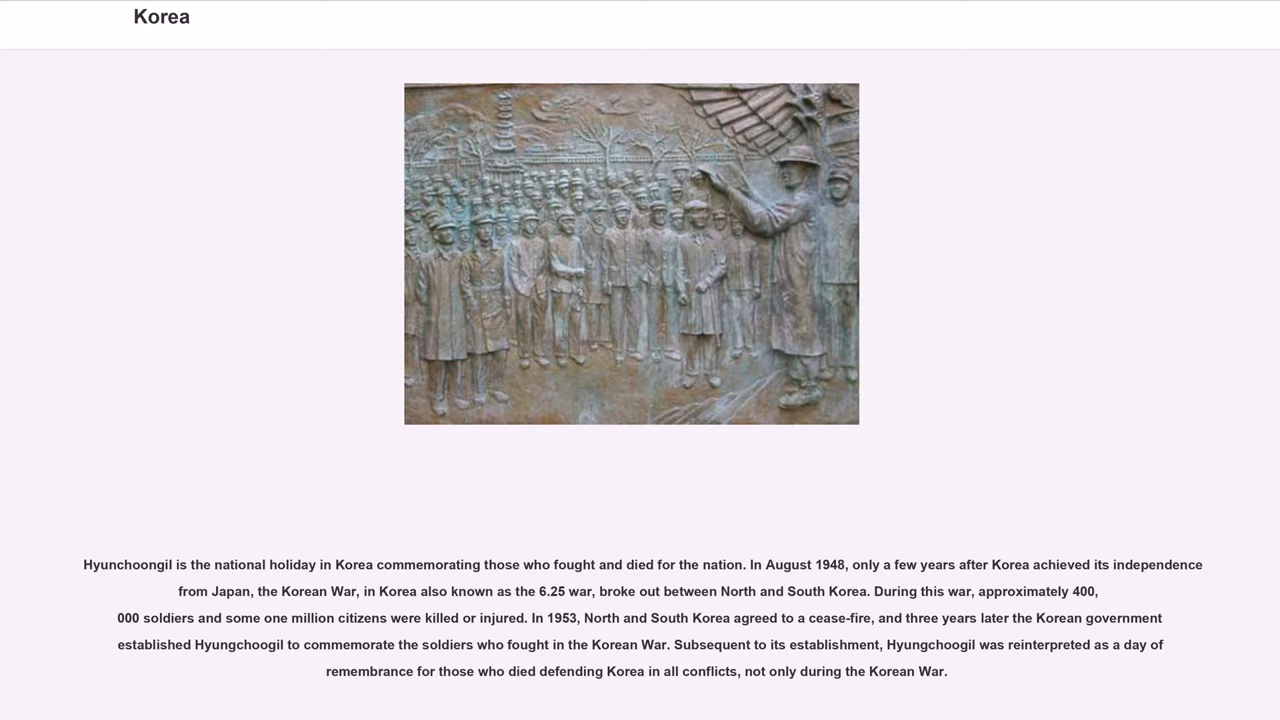 Korea
Hyunchoongil is the national holiday in Korea commemorating those who fought and died for the nation. In August 1948, only a few years after Korea achieved its independence
from Japan, the Korean War, in Korea also known as the 6.25 war, broke out between North and South Korea. During this war, approximately 400,
000 soldiers and some one million citizens were killed or injured. In 1953, North and South Korea agreed to a cease-fire, and three years later the Korean government
established Hyungchoogil to commemorate the soldiers who fought in the Korean War. Subsequent to its establishment, Hyungchoogil was reinterpreted as a day of
remembrance for those who died defending Korea in all conflicts, not only during the Korean War.